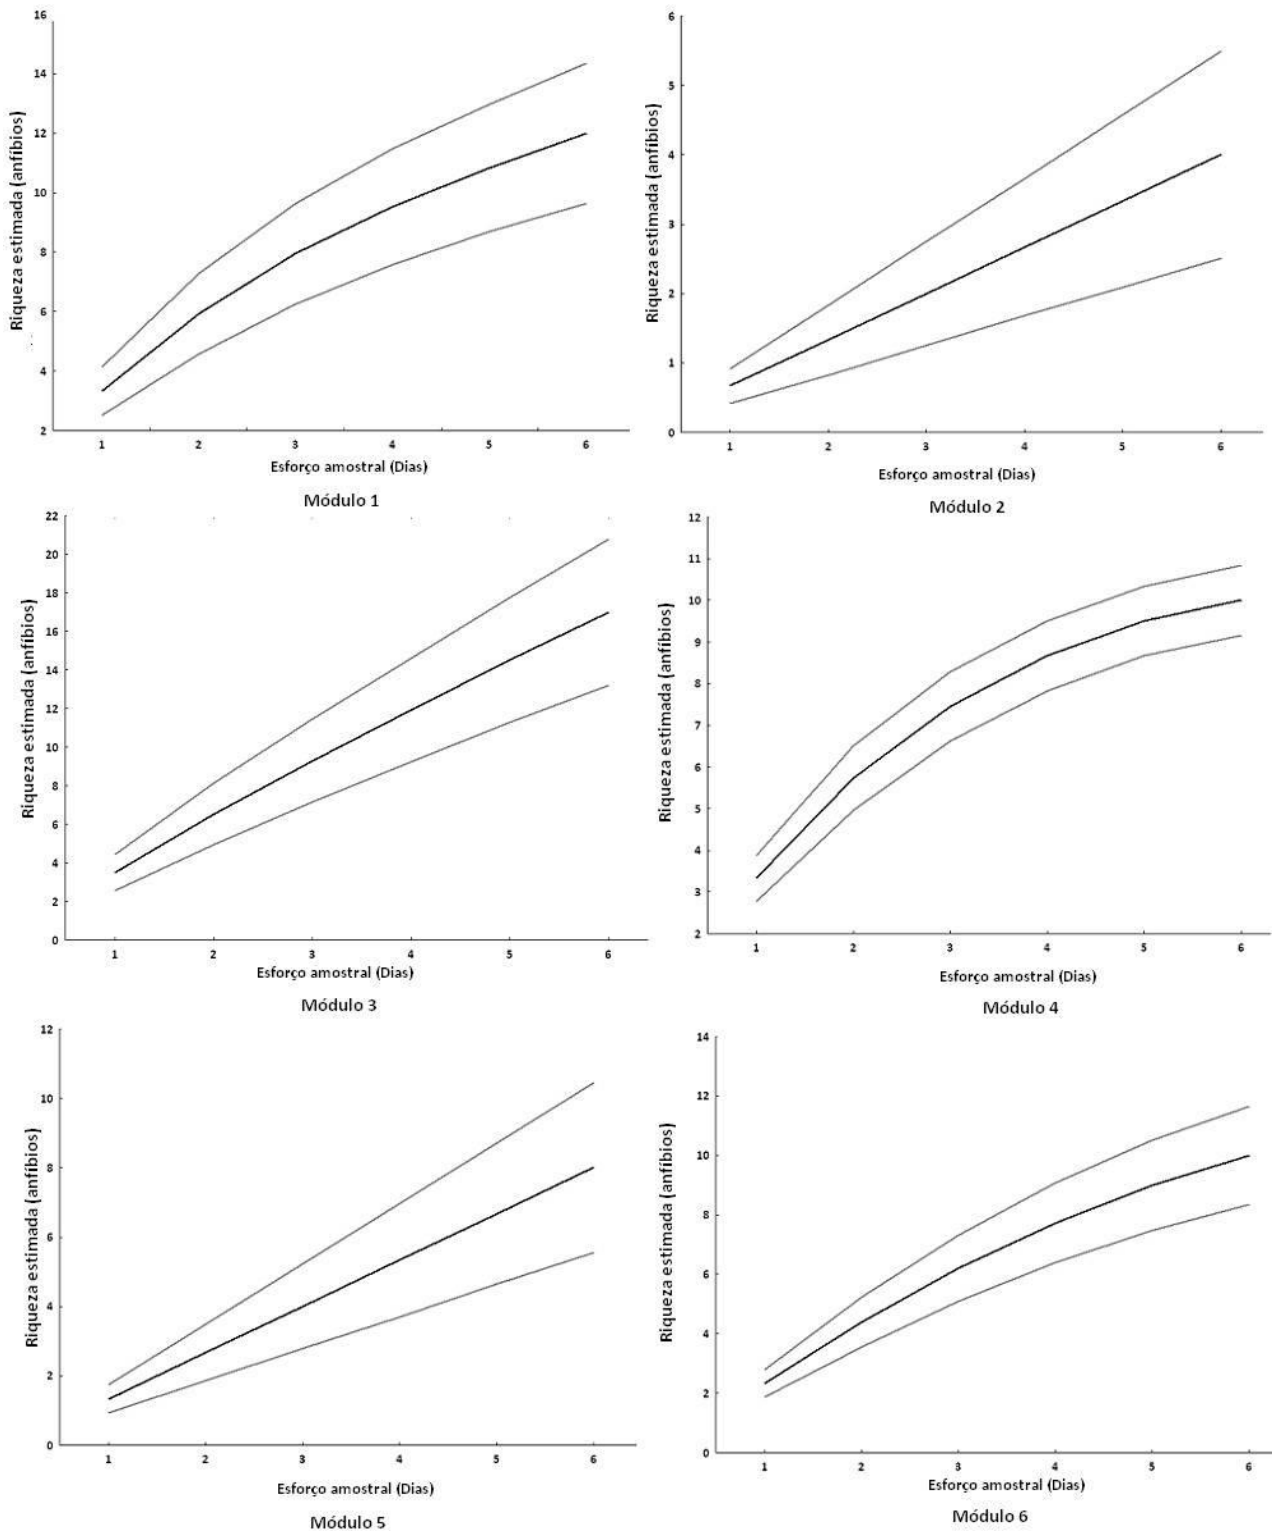 16
14
12
10
8
6
4
2
Riqueza estimada (anfíbios)
1 2 3 4 5 6
Esforço amostral (Dias)
Módulo 1
6
5
4
3
2
1
0
Riqueza estimada (anfíbios)
1 2 3 4 5 6
Esforço amostral (Dias)
Módulo 2
22
20
18
16
14
12
10
8
6
4
2
0
Riqueza estimada (anfíbios)
1 2 3 4 5 6
Esforço amostral (Dias)
Módulo 3
12
11
10
9
8
7
6
5
4
3
2
Riqueza estimada (anfíbios)
1 2 3 4 5 6
Esforço amostral (Dias)
Módulo 4
12
10
8
6
4
2
0
Riqueza estimada (anfíbios)
1 2 3 4 5 6
Esforço amostral (Dias)
Módulo 5
14
12
10
8
6
4
2
0
Riqueza estimada (anfíbios)
1 2 3 4 5 6
Esforço amostral (Dias)
Módulo 6